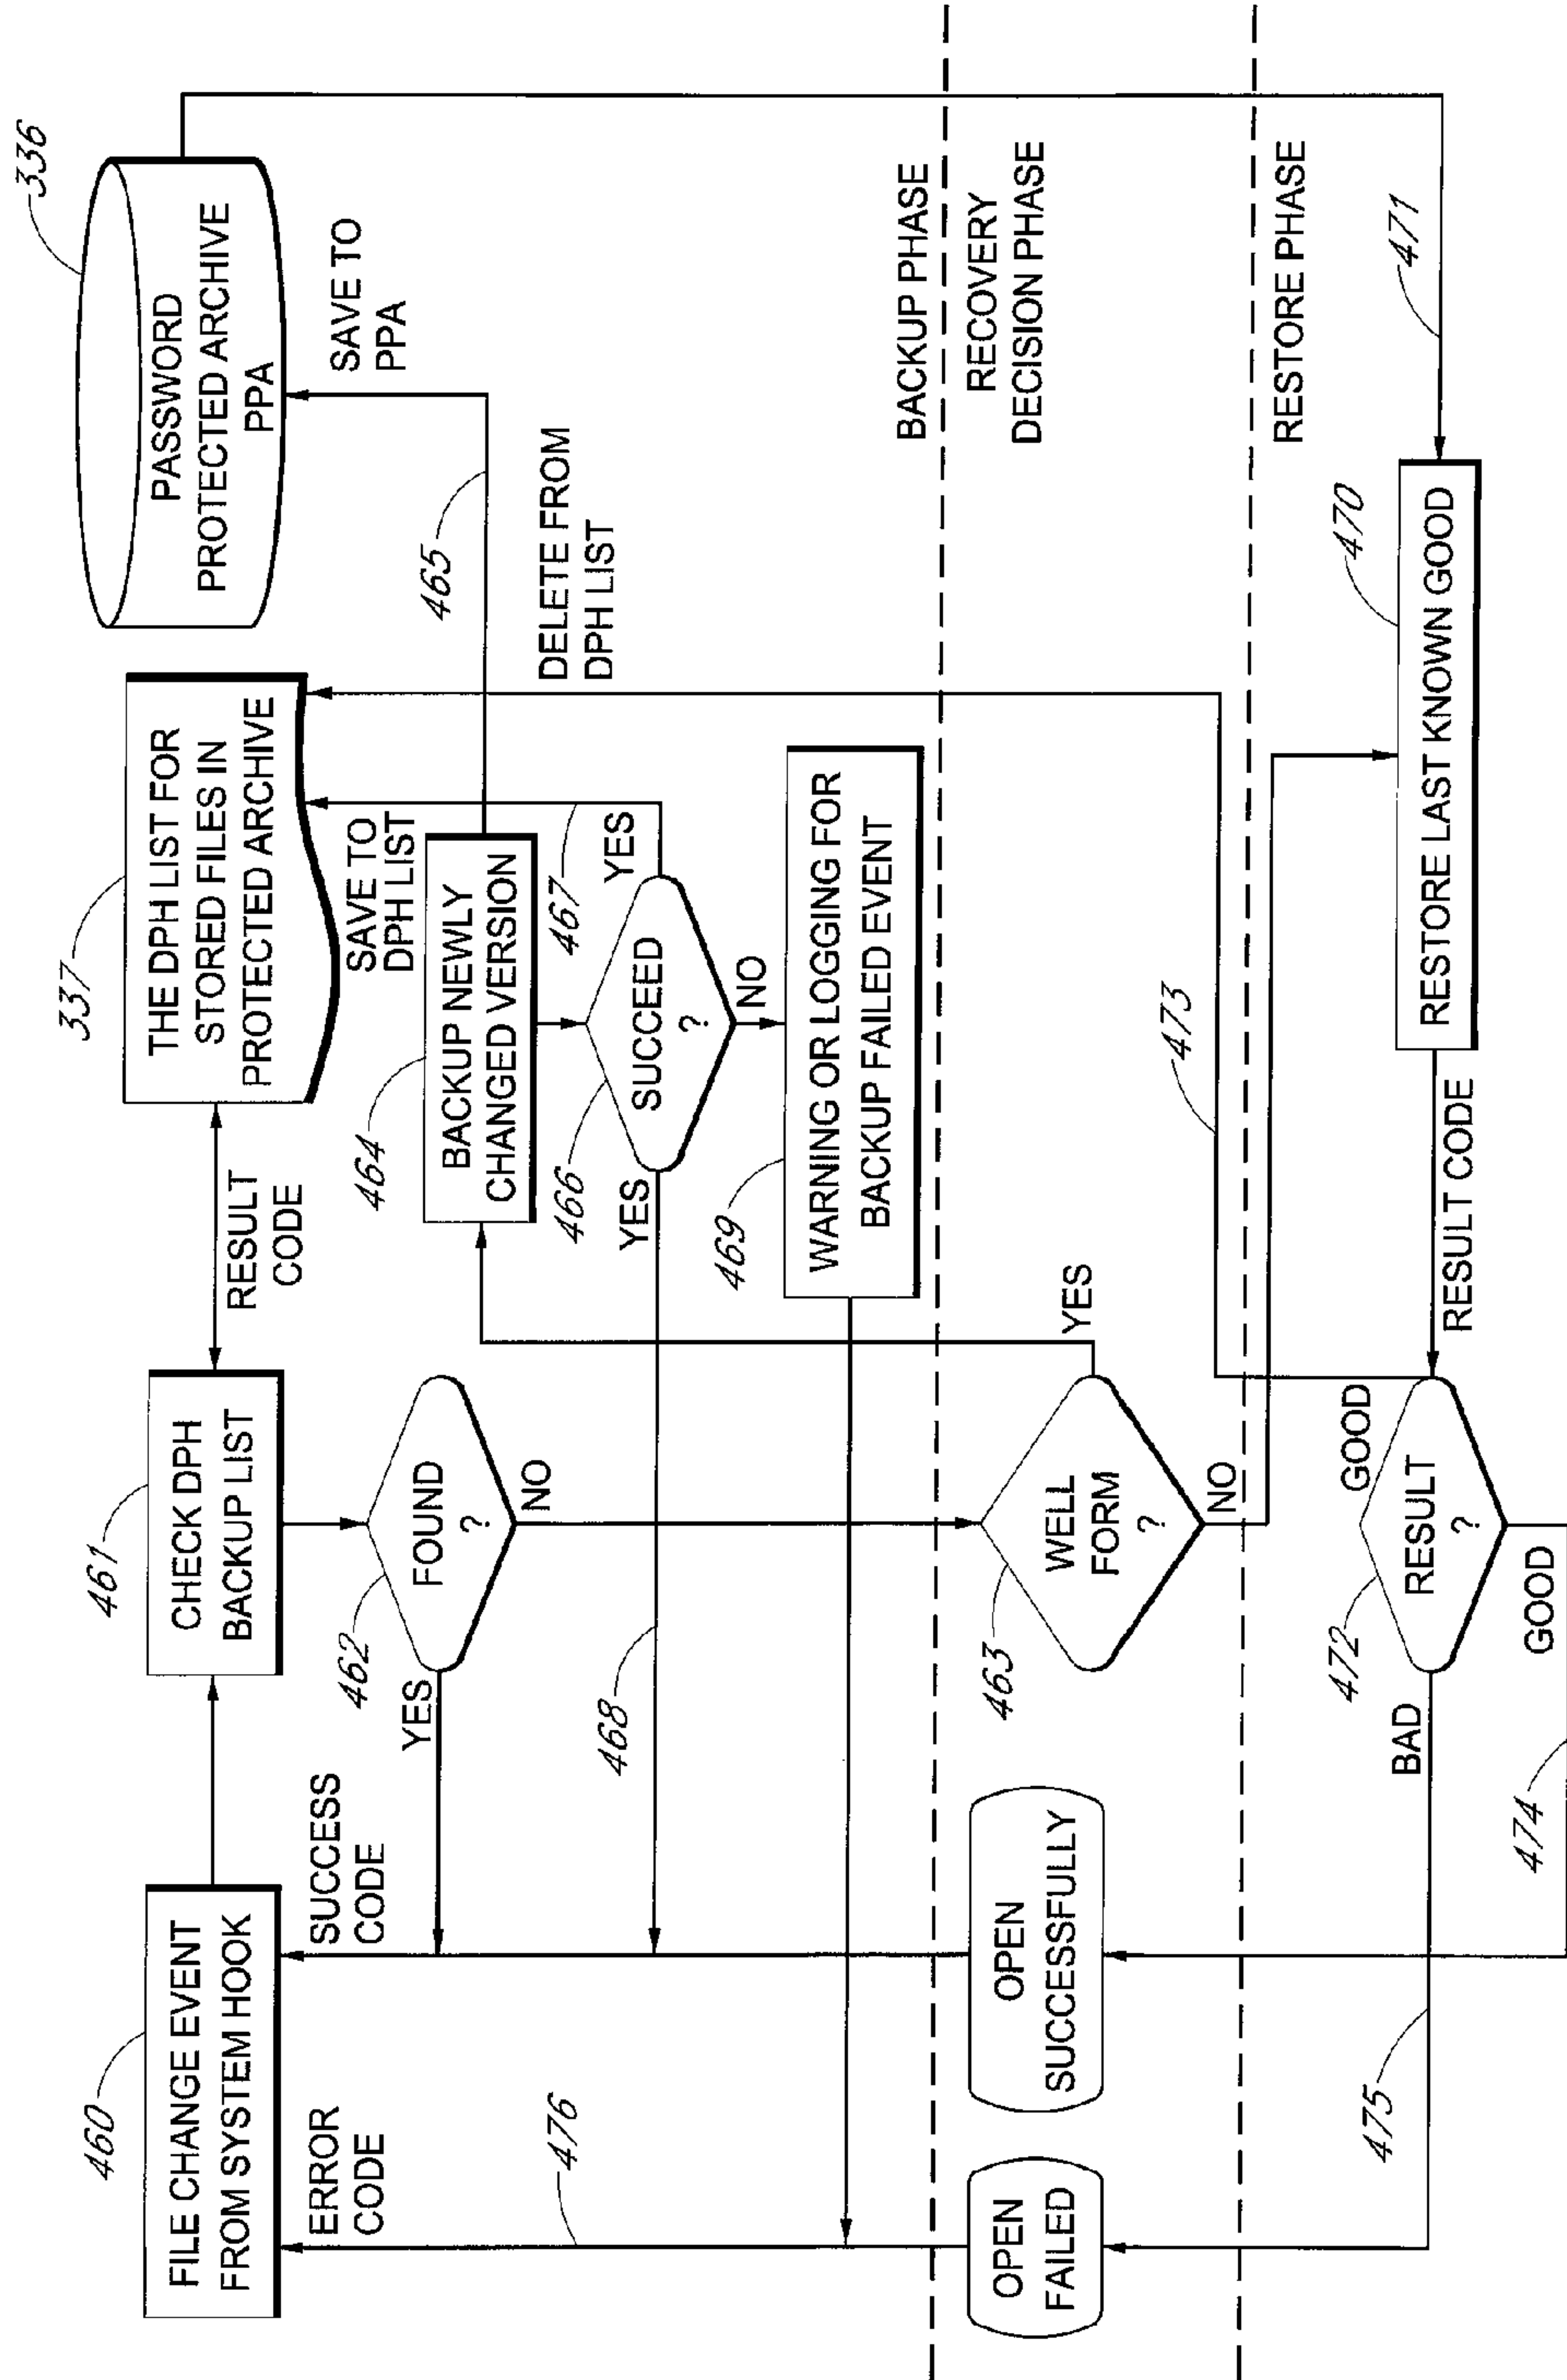 460
FILE CHANGE EVENT
FROM SYSTEM HOOK
461
CHECK DPH
BACKUP LIST
RESULT
CODE
337
THE DPH LIST FOR
STORED FILES IN
PROTECTED ARCHIVE
336
PASSWORD
PROTECTED ARCHIVE
PPA
ERROR
CODE
SUCCESS
CODE
462
FOUND
?
YES
NO
SAVE TO
DPH LIST
SAVE TO
PPA
464
BACKUP NEWLY
CHANGED VERSION
465
467
DELETE FROM
DPH LIST
476
468
466
SUCCEED
?
YES
YES
NO
469
WARNING OR LOGGING FOR
BACKUP FAILED EVENT
BACKUP PHASE
RECOVERY
DECISION PHASE
OPEN
FAILED
OPEN
SUCCESSFULLY
463
WELL
FORM
?
YES
NO
473
RESTORE PHASE
472
RESULT
?
GOOD
BAD
GOOD
RESULT CODE
470
RESTORE LAST KNOWN GOOD
471
475
474